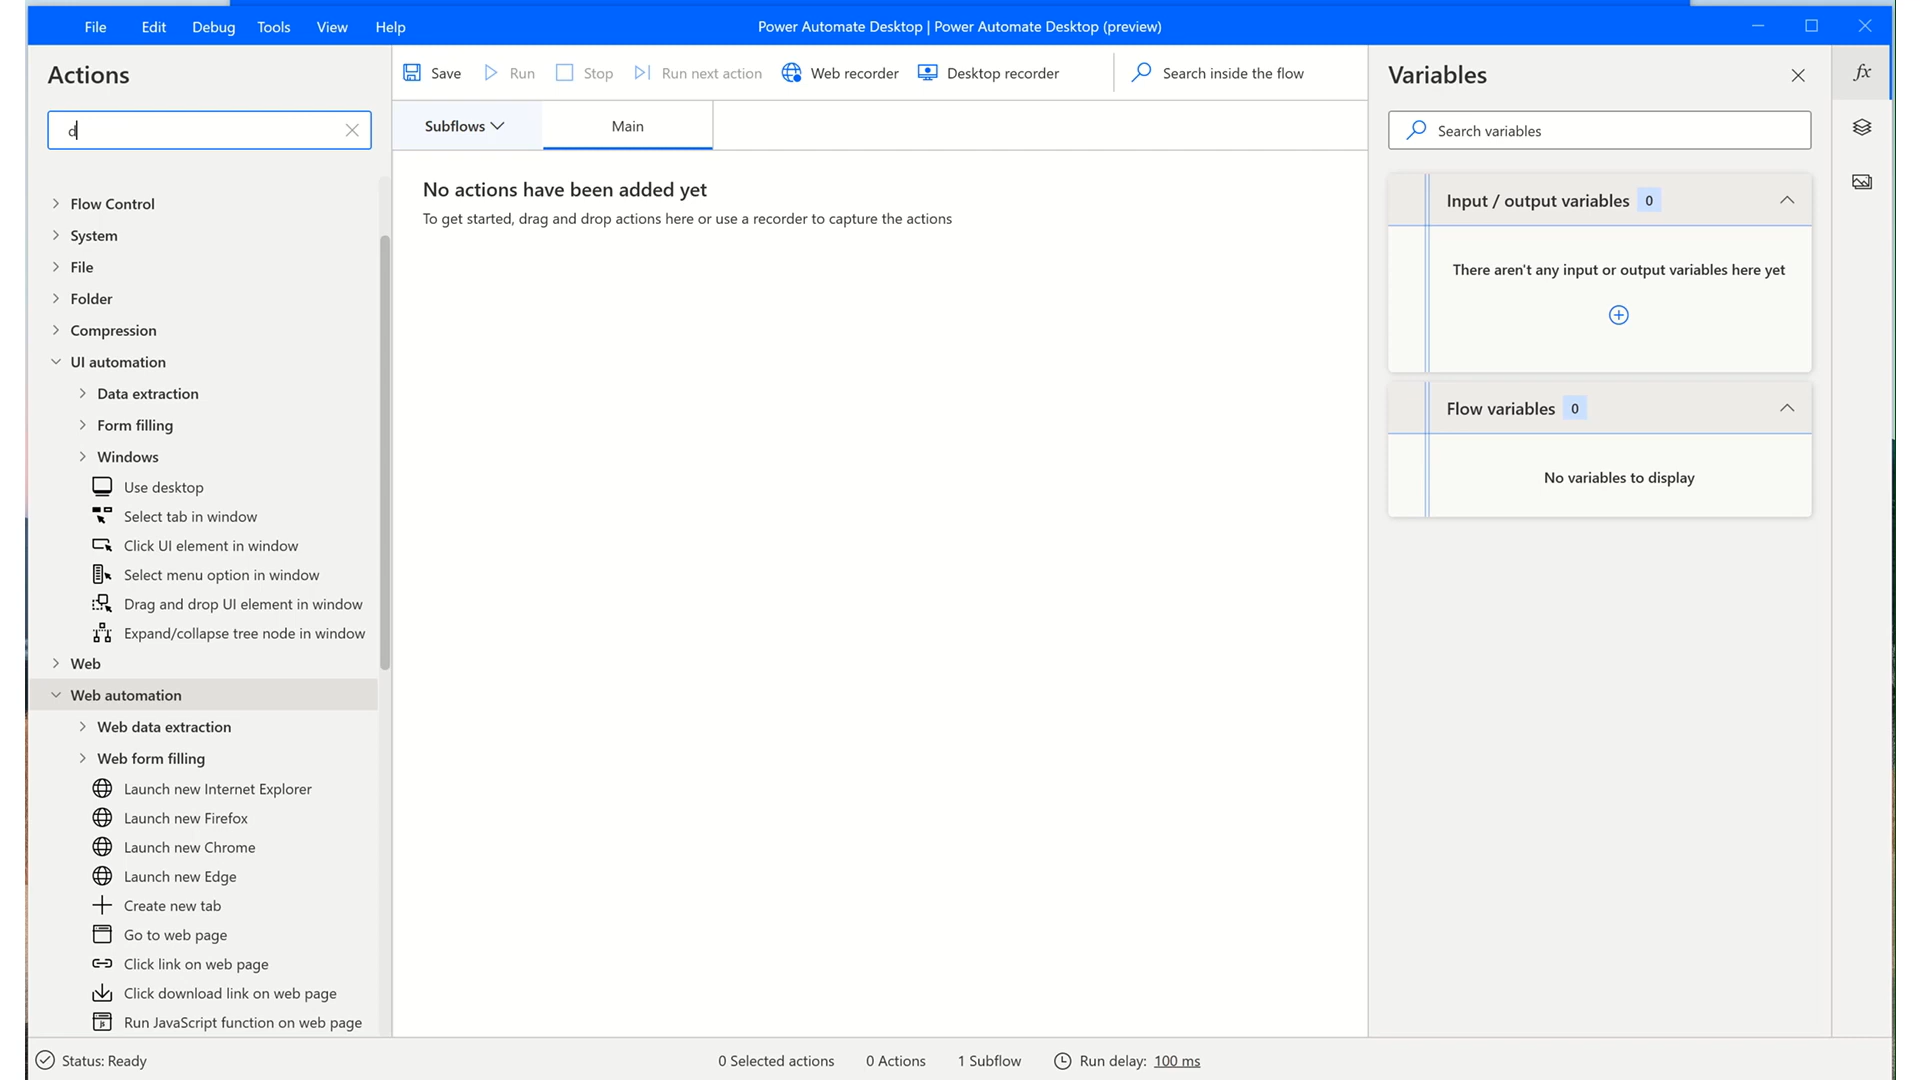 File Edit Debug Tools View Help
Power Automate Desktop | Power Automate Desktop (preview)
Actions
d
Flow Control
System
File
Folder
Compression
UI automation
Data extraction
Form filling
Windows
Use desktop
Select tab in window
Click UI element in window
Select menu option in window
Drag and drop UI element in window
Expand/collapse tree node in window
Web
Web automation
Web data extraction
Web form filling
Launch new Internet Explorer
Launch new Firefox
Launch new Chrome
Launch new Edge
Create new tab
Go to web page
Click link on web page
Click download link on web page
Run JavaScript function on web page
Save Run Stop Run next action Web recorder Desktop recorder Search inside the flow
Subflows Main
No actions have been added yet
To get started, drag and drop actions here or use a recorder to capture the actions
Variables
fx
Search variables
Input / output variables 0
There aren't any input or output variables here yet
Flow variables 0
No variables to display
Status: Ready 0 Selected actions 0 Actions 1 Subflow Run delay: 100 ms